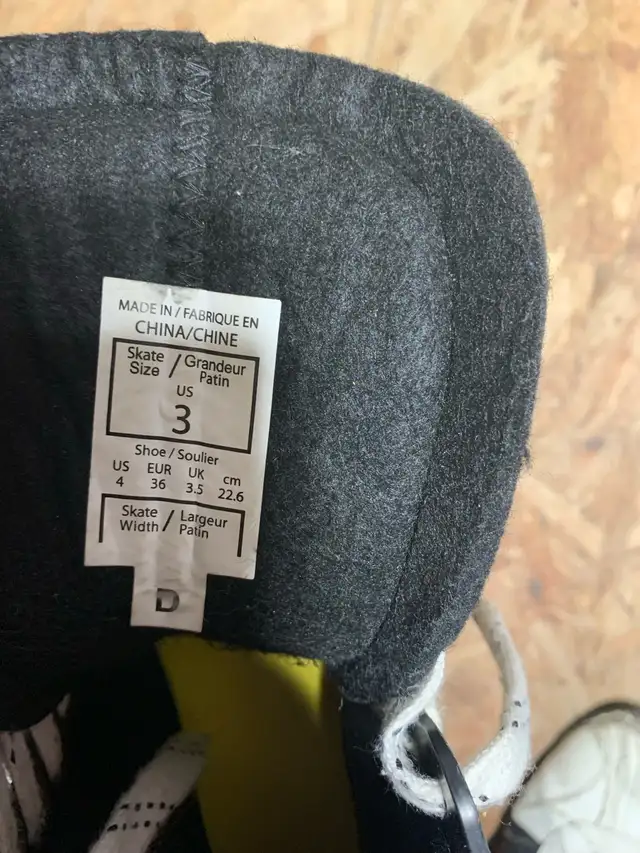 MADE IN / FABRIQUE EN
CHINA/CHINE
Skate Size / Grandeur Patin
US
3
Shoe / Soulier
US EUR UK cm
4 36 3.5 22.6
Skate Width / Largeur Patin
D